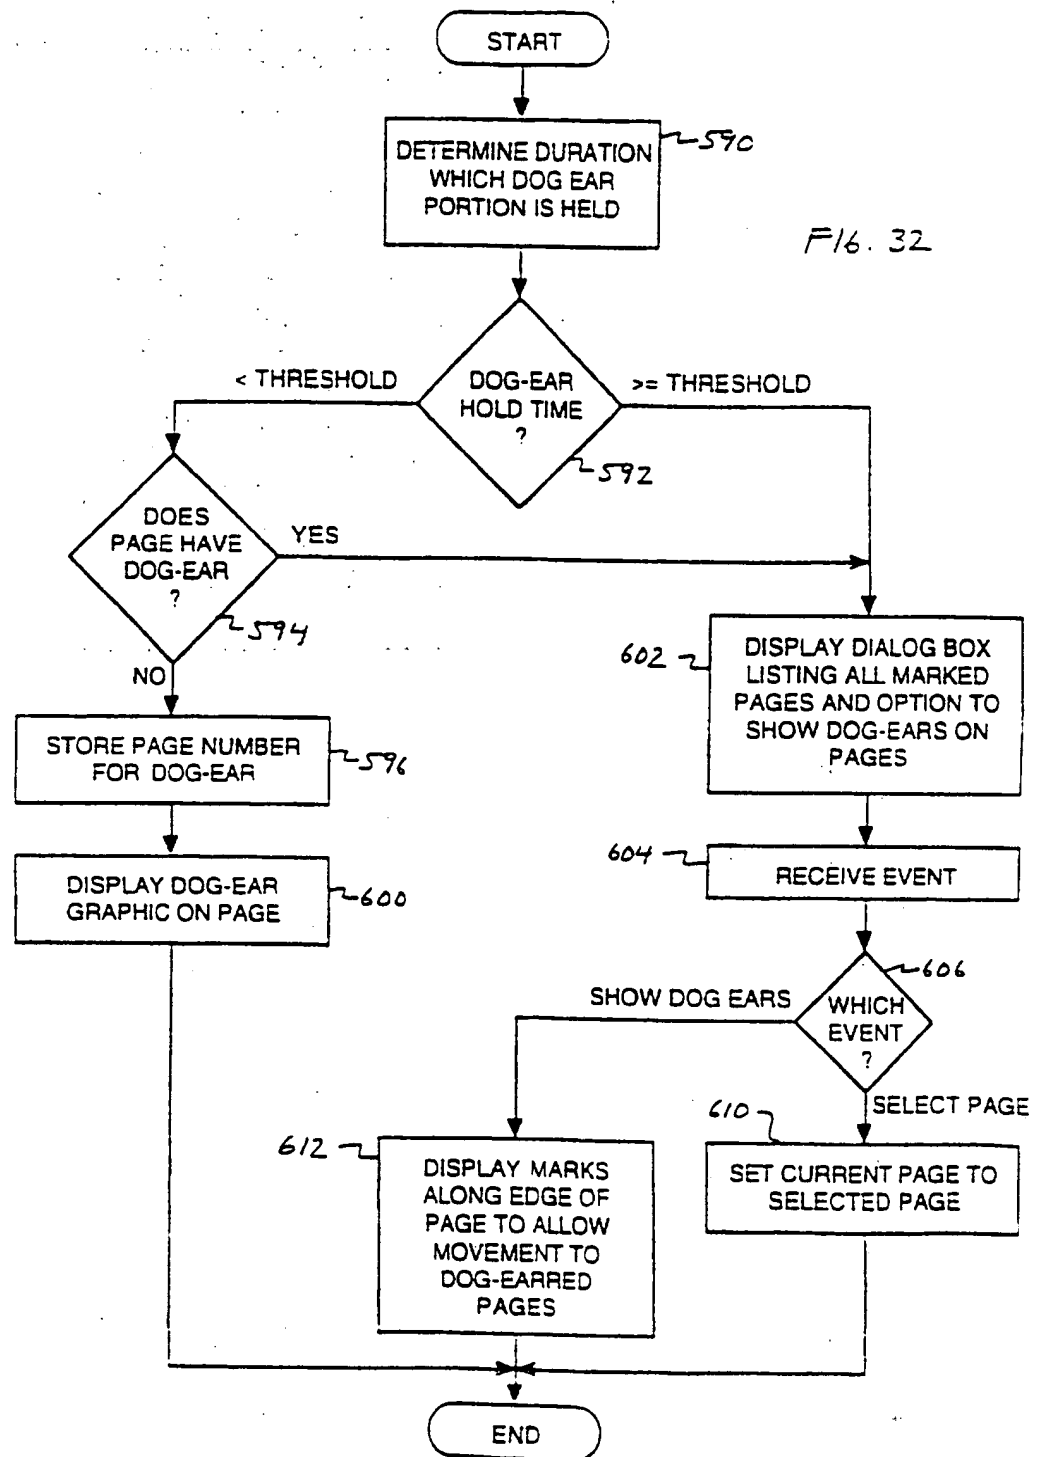 START
DETERMINE DURATION
WHICH DOG EAR
PORTION IS HELD
590
FIG. 32
< THRESHOLD
DOG-EAR
HOLD TIME
?
>= THRESHOLD
592
DOES
PAGE HAVE
DOG-EAR
?
YES
594
NO
602
DISPLAY DIALOG BOX
LISTING ALL MARKED
PAGES AND OPTION TO
SHOW DOG-EARS ON
PAGES
STORE PAGE NUMBER
FOR DOG-EAR
596
604
RECEIVE EVENT
DISPLAY DOG-EAR
GRAPHIC ON PAGE
600
606
SHOW DOG EARS
WHICH
EVENT
?
SELECT PAGE
610
612
DISPLAY MARKS
ALONG EDGE OF
PAGE TO ALLOW
MOVEMENT TO
DOG-EARRED
PAGES
SET CURRENT PAGE TO
SELECTED PAGE
END